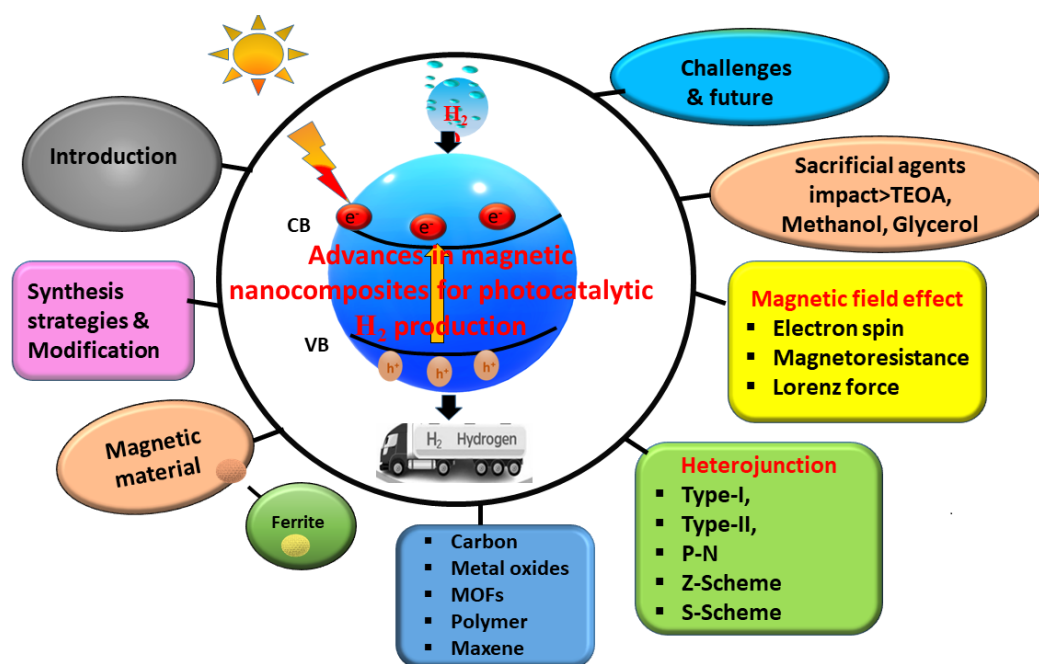 H₂
Challenges
& future
Introduction
Sacrificial agents
impact>TEOA,
Methanol, Glycerol
CB
e⁻
e⁻
e⁻
Advances in magnetic
nanocomposites for photocatalytic
H₂ production
VB
h⁺
h⁺
h⁺
Synthesis
strategies &
Modification
Magnetic field effect
▪ Electron spin
▪ Magnetoresistance
▪ Lorenz force
Magnetic
material
Ferrite
H₂ Hydrogen
Heterojunction
▪ Type-I,
▪ Type-II,
▪ P-N
▪ Z-Scheme
▪ S-Scheme
▪ Carbon
▪ Metal oxides
▪ MOFs
▪ Polymer
▪ Maxene